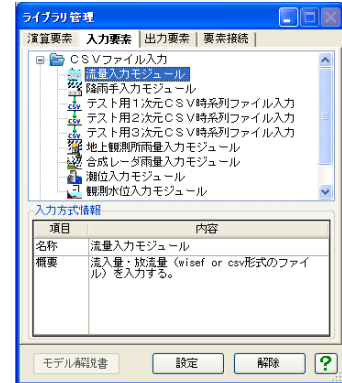 ライブラリ管理
演算要素 入力要素 出力要素 要素接続
CSVファイル入力
流量入力モジュール
降雨手入力モジュール
テスト用1次元CSV時系列ファイル入力
テスト用2次元CSV時系列ファイル入力
テスト用3次元CSV時系列ファイル入力
地上観測所雨量入力モジュール
合成レーダ雨量入力モジュール
潮位入力モジュール
観測水位入力モジュール
入力方式情報
項目 内容
名称 流量入力モジュール
概要 流入量・放流量（wisef or csv形式のファイ
ル）を入力する。
モデル解説書 設定 解除 ?